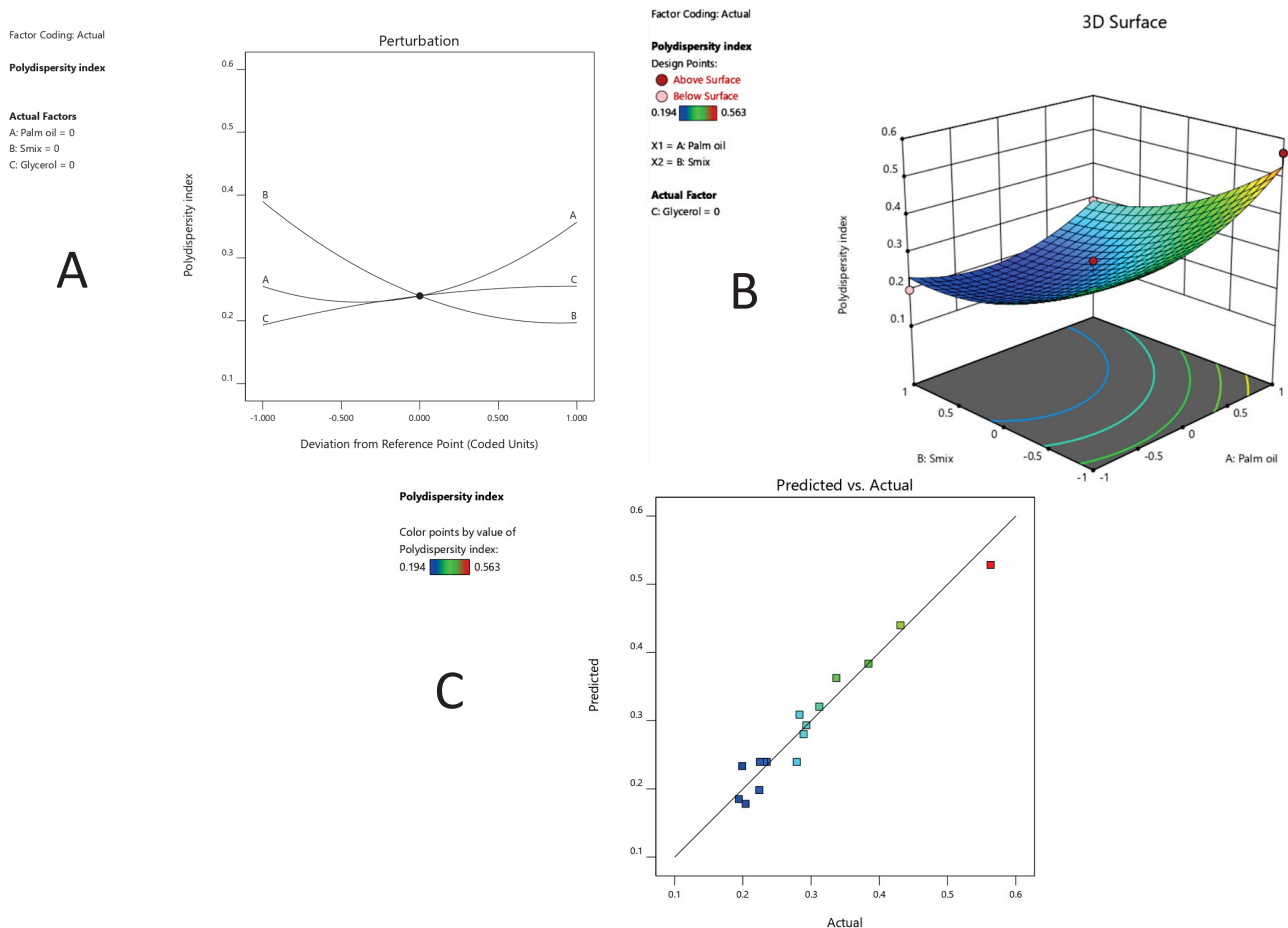 Factor Coding: Actual
Polydispersity index
Actual Factors
A: Palm oil = 0
B: Smix = 0
C: Glycerol = 0
A
Perturbation
Polydispersity index
0.6
0.5
0.4
0.3
0.2
0.1
B
A
C
A
C
B
-1.000 -0.500 0.000 0.500 1.000
Deviation from Reference Point (Coded Units)
Factor Coding: Actual
Polydispersity index
Design Points:
Above Surface
Below Surface
0.194 0.563
X1 = A: Palm oil
X2 = B: Smix
Actual Factor
C: Glycerol = 0
B
3D Surface
Polydispersity index
0.6
0.5
0.4
0.3
0.2
0.1
1
0.5
0
-0.5
-1
-1
-0.5
0
0.5
1
B: Smix
A: Palm oil
Polydispersity index
Color points by value of
Polydispersity index:
0.194 0.563
C
Predicted vs. Actual
Predicted
0.6
0.5
0.4
0.3
0.2
0.1
0.1 0.2 0.3 0.4 0.5 0.6
Actual